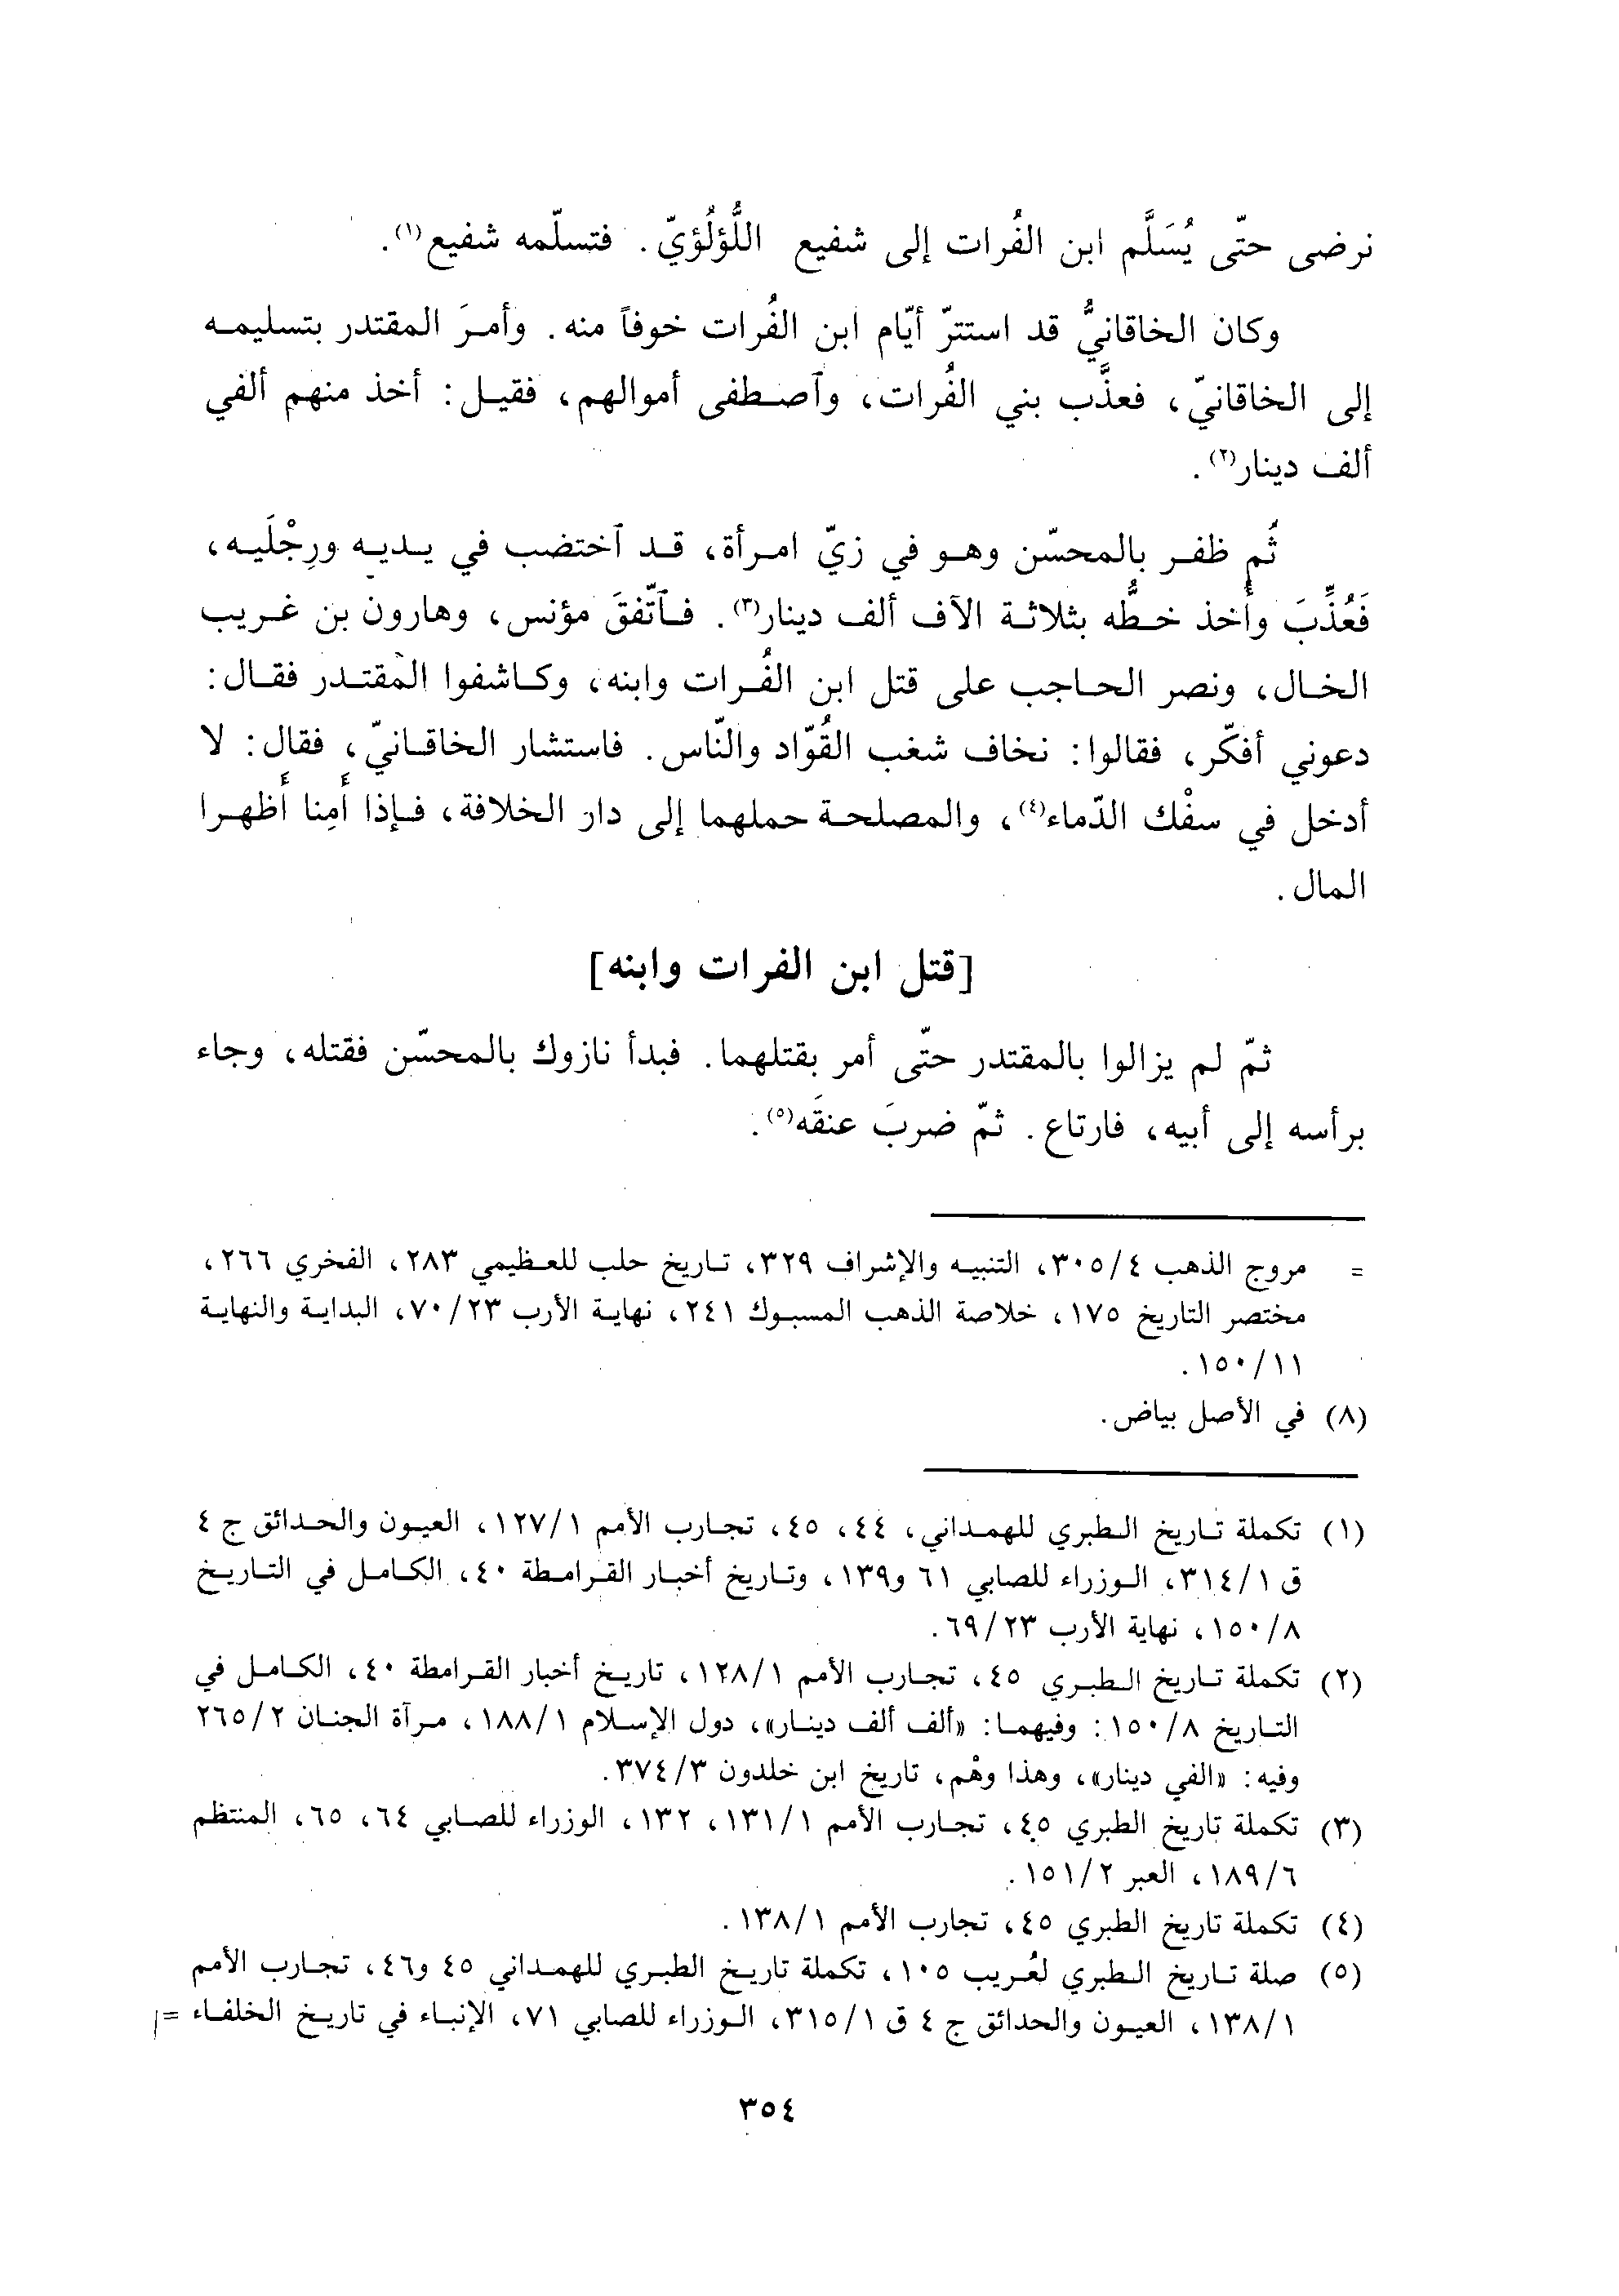 نرضى حتّى يُسَلَّم ابن الفُرات إلى شفيع اللُّؤلُؤيّ. فتسلّمه شفيع(١).
وكان الخاقانيُّ قد استترّ أيّام ابن الفُرات خوفاً منه. وأمرَ المقتدر بتسليمه
إلى الخاقانيّ، فعذَّب بني الفُرات، وٱصطفى أموالهم، فقيل: أخذ منهم ألفي
ألف دينار(٢).
ثُم ظفر بالمحسّن وهو في زيّ امرأة، قد ٱختضب في يديه ورِجْلَيه،
فَعُذِّبَ وأُخذ خطُّه بثلاثة الآف ألف دينار(٣). فٱتّفقَ مؤنس، وهارون بن غريب
الخال، ونصر الحاجب على قتل ابن الفُرات وابنه، وكاشفوا المقتدر فقال:
دعوني أفكّر، فقالوا: نخاف شغب القُوّاد والنّاس. فاستشار الخاقانيّ، فقال: لا
أدخل في سفْك الدّماء(٤)، والمصلحة حملهما إلى دار الخلافة، فإذا أَمِنا أَظهرا
المال.
[قتل ابن الفرات وابنه]
ثمّ لم يزالوا بالمقتدر حتّى أمر بقتلهما. فبدأ نازوك بالمحسّن فقتله، وجاء
برأسه إلى أبيه، فارتاع. ثمّ ضربَ عنقَه(٥).
= مروج الذهب ٣٠٥/٤، التنبيه والإشراف ٣٢٩، تاريخ حلب للعظيمي ٢٨٣، الفخري ٢٦٦،
مختصر التاريخ ١٧٥، خلاصة الذهب المسبوك ٢٤١، نهاية الأرب ٧٠/٢٣، البداية والنهاية
١٥٠/١١.
(٨) في الأصل بياض.
(١) تكملة تاريخ الطبري للهمداني، ٤٤، ٤٥، تجارب الأمم ١٢٧/١، العيون والحدائق ج ٤
ق ٣١٤/١، الوزراء للصابي ٦١ و١٣٩، وتاريخ أخبار القرامطة ٤٠، الكامل في التاريخ
١٥٠/٨، نهاية الأرب ٦٩/٢٣.
(٢) تكملة تاريخ الطبري ٤٥، تجارب الأمم ١٢٨/١، تاريخ أخبار القرامطة ٤٠، الكامل في
التاريخ ١٥٠/٨: وفيهما: «ألف ألف دينار»، دول الإسلام ١٨٨/١، مرآة الجنان ٢٦٥/٢
وفيه: «الفي دينار»، وهذا وهْم، تاريخ ابن خلدون ٣٧٤/٣.
(٣) تكملة تاريخ الطبري ٤٥، تجارب الأمم ١٣١/١، ١٣٢، الوزراء للصابي ٦٤، ٦٥، المنتظم
١٨٩/٦، العبر ١٥١/٢.
(٤) تكملة تاريخ الطبري ٤٥، تجارب الأمم ١٣٨/١.
(٥) صلة تاريخ الطبري لعُريب ١٠٥، تكملة تاريخ الطبري للهمداني ٤٥ و٤٦، تجارب الأمم
١٣٨/١، العيون والحدائق ج ٤ ق ٣١٥/١، الوزراء للصابي ٧١، الإنباء في تاريخ الخلفاء =
٣٥٤